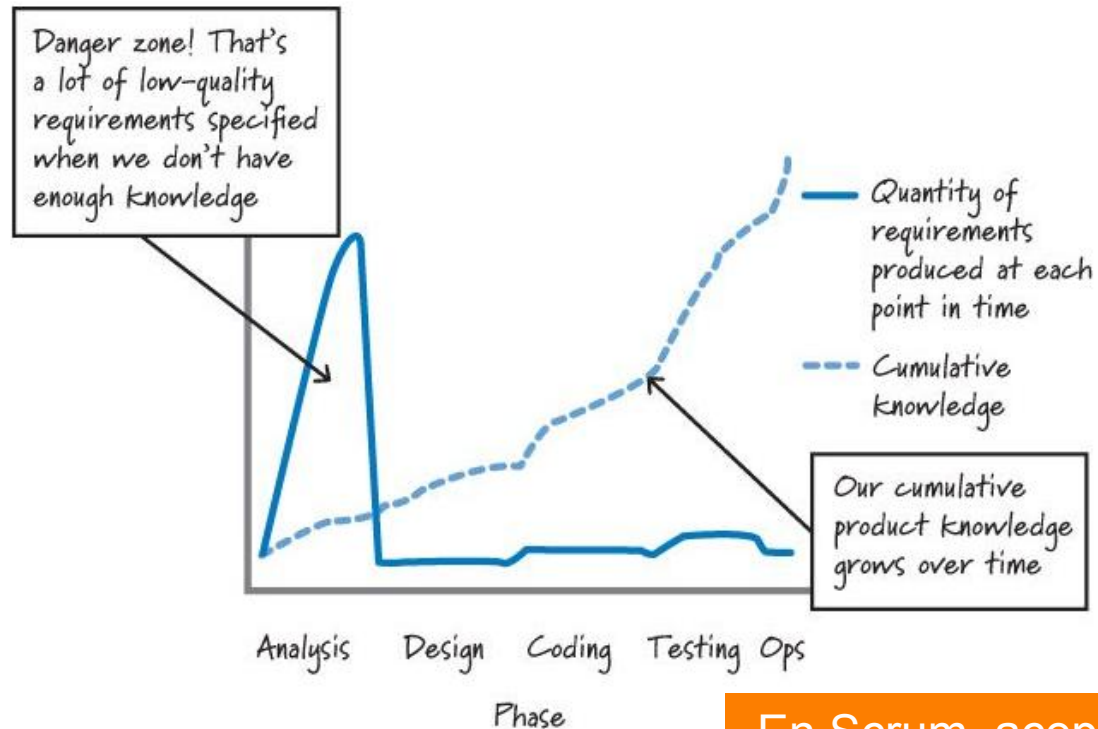 Danger zone! That's
a lot of low-quality
requirements specified
when we don't have
enough knowledge
Quantity of
requirements
produced at each
point in time
Cumulative
knowledge
Our cumulative
product knowledge
grows over time
Analysis Design Coding Testing Ops
Phase
En Scrum, acep